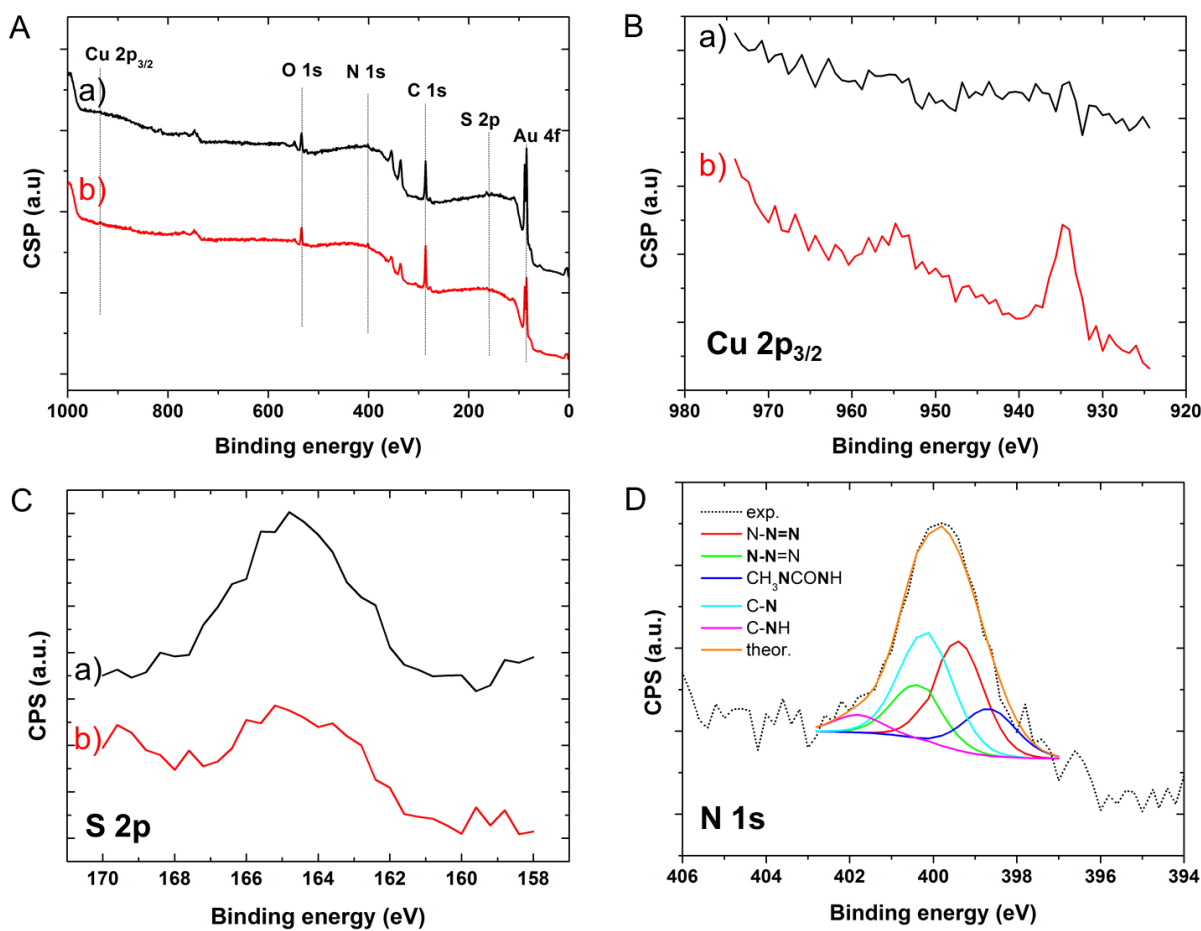 A
Cu 2p3/2
O 1s
N 1s
C 1s
S 2p
Au 4f
a)
b)
CSP (a.u)
1000 800 600 400 200 0
Binding energy (eV)
B
a)
b)
CSP (a.u)
Cu 2p3/2
980 970 960 950 940 930 920
Binding energy (eV)
C
a)
b)
CPS (a.u.)
S 2p
170 168 166 164 162 160 158
Binding energy (eV)
D
exp.
N-N=N
N-N=N
CH3NCONH
C-N
C-NH
theor.
CPS (a.u.)
N 1s
406 404 402 400 398 396 394
Binding energy (eV)